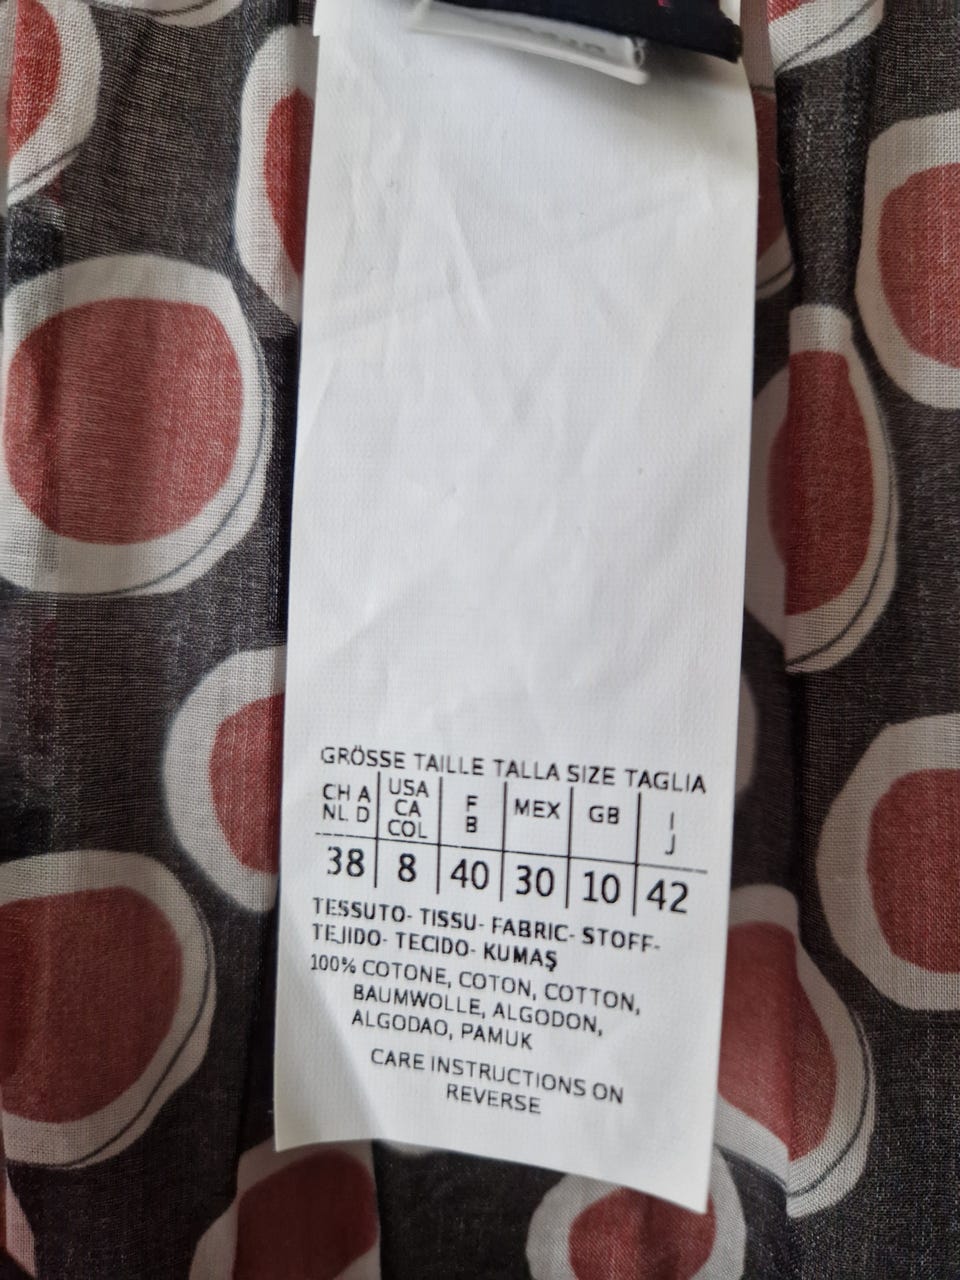 GRÖSSE TAILLE TALLA SIZE TAGLIA
CH A NL. D | USA CA COL | F B | MEX | GB | I J
38 | 8 | 40 | 30 | 10 | 42
TESSUTO- TISSU- FABRIC- STOFF-
TEJIDO- TECIDO- KUMAŞ
100% COTONE, COTON, COTTON,
BAUMWOLLE, ALGODON,
ALGODAO, PAMUK
CARE INSTRUCTIONS ON
REVERSE